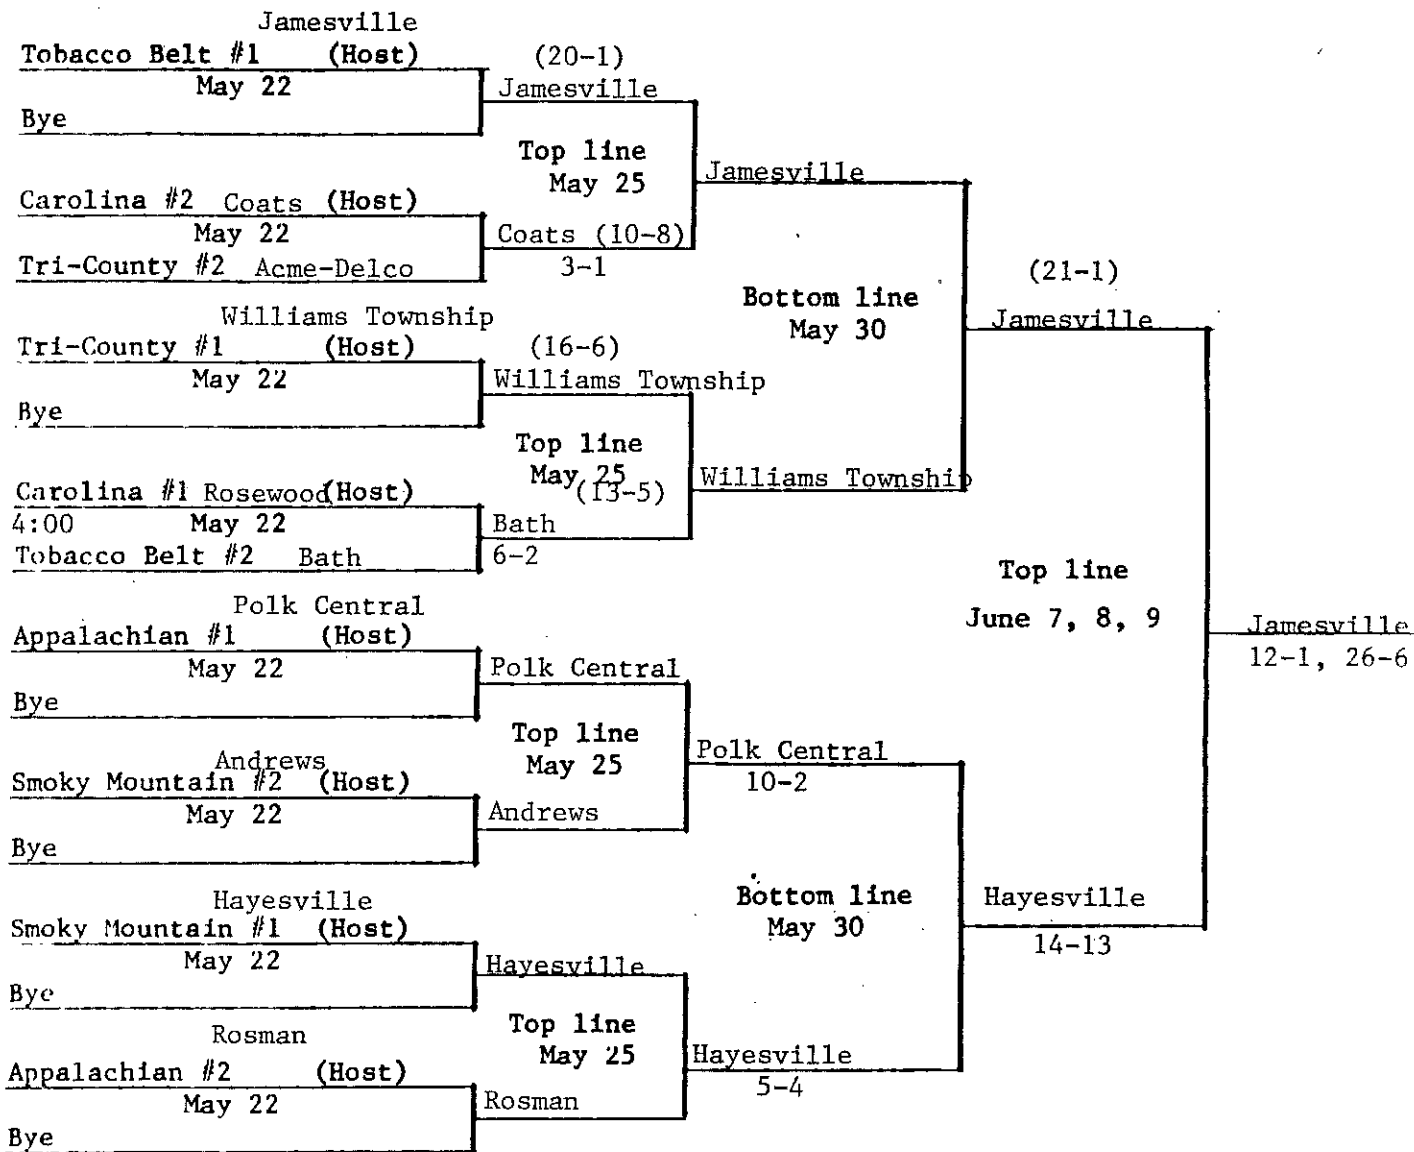 Jamesville
Tobacco Belt #1 (Host)
May 22
Bye
(20-1)
Jamesville
Top line
May 25
Carolina #2 Coats (Host)
May 22
Tri-County #2 Acme-Delco
Coats (10-8)
3-1
Jamesville
Williams Township
Tri-County #1 (Host)
May 22
Bye
(16-6)
Williams Township
Top line
May 25
(13-5)
Carolina #1 Rosewood (Host)
4:00 May 22
Tobacco Belt #2 Bath
Bath
6-2
Williams Township
Bottom line
May 30
(21-1)
Jamesville
Polk Central
Appalachian #1 (Host)
May 22
Bye
Polk Central
Top line
May 25
Andrews
Smoky Mountain #2 (Host)
May 22
Bye
Andrews
Polk Central
10-2
Hayesville
Smoky Mountain #1 (Host)
May 22
Bye
Hayesville
Top line
May 25
Rosman
Appalachian #2 (Host)
May 22
Bye
Rosman
Hayesville
5-4
Bottom line
May 30
Hayesville
14-13
Top line
June 7, 8, 9
Jamesville
12-1, 26-6